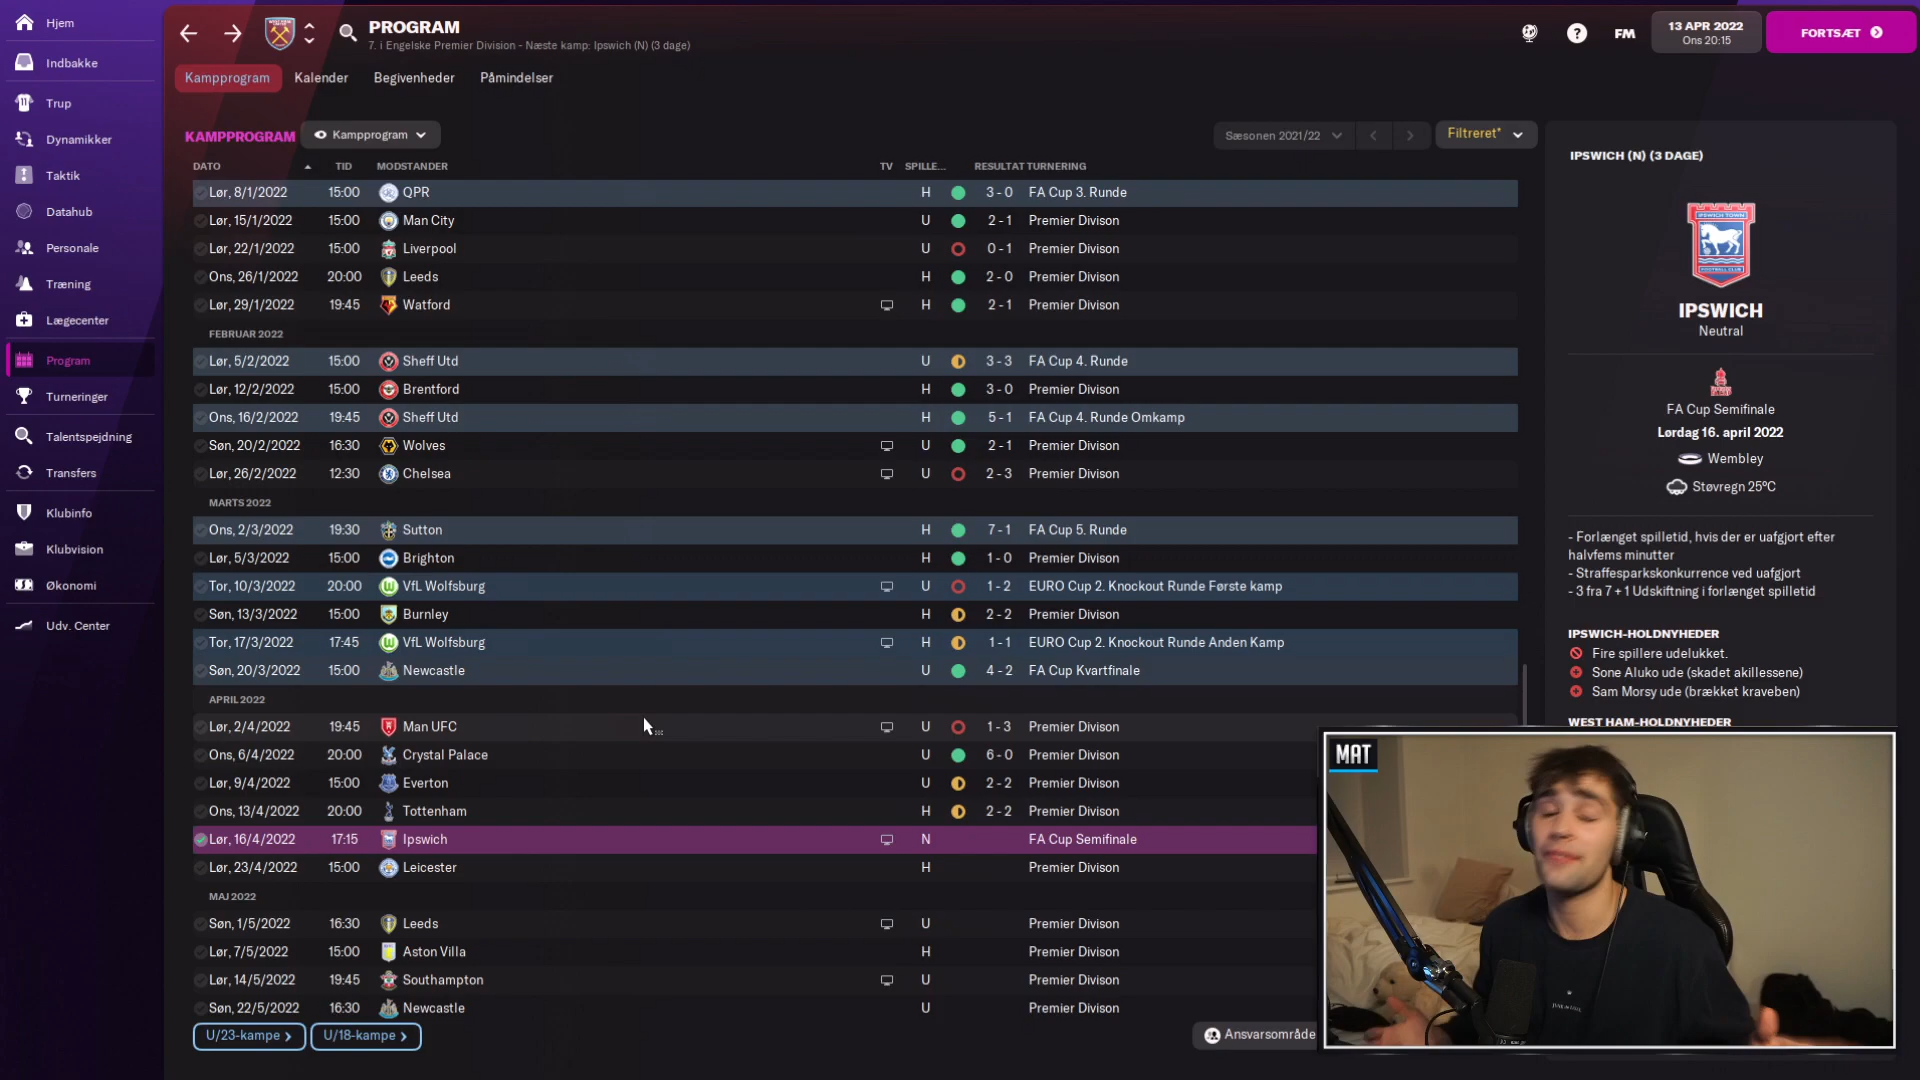 Hjem
Indbakke
Trup
Dynamikker
Taktik
Datahub
Personale
Træning
Lægecenter
Program
Turneringer
Talentspejdning
Transfers
Klubinfo
Klubvision
Økonomi
Udv. Center
PROGRAM
7. i Engelske Premier Division - Næste kamp: Ipswich (N) (3 dage)
FM
13 APR 2022
Ons 20:15
FORTSÆT
Kampprogram Kalender Begivenheder Påmindelser
KAMPPROGRAM Kampprogram Sæsonen 2021/22 Filtreret*
DATO TID MODSTANDER TV SPILLE... RESULTAT TURNERING
Lør, 8/1/2022 15:00 QPR H 3 - 0 FA Cup 3. Runde
Lør, 15/1/2022 15:00 Man City U 2 - 1 Premier Divison
Lør, 22/1/2022 15:00 Liverpool U 0 - 1 Premier Divison
Ons, 26/1/2022 20:00 Leeds H 2 - 0 Premier Divison
Lør, 29/1/2022 19:45 Watford H 2 - 1 Premier Divison
FEBRUAR 2022
Lør, 5/2/2022 15:00 Sheff Utd U 3 - 3 FA Cup 4. Runde
Lør, 12/2/2022 15:00 Brentford H 3 - 0 Premier Divison
Ons, 16/2/2022 19:45 Sheff Utd H 5 - 1 FA Cup 4. Runde Omkamp
Søn, 20/2/2022 16:30 Wolves U 2 - 1 Premier Divison
Lør, 26/2/2022 12:30 Chelsea U 2 - 3 Premier Divison
MARTS 2022
Ons, 2/3/2022 19:30 Sutton H 7 - 1 FA Cup 5. Runde
Lør, 5/3/2022 15:00 Brighton H 1 - 0 Premier Divison
Tor, 10/3/2022 20:00 VfL Wolfsburg U 1 - 2 EURO Cup 2. Knockout Runde Første kamp
Søn, 13/3/2022 15:00 Burnley H 2 - 2 Premier Divison
Tor, 17/3/2022 17:45 VfL Wolfsburg H 1 - 1 EURO Cup 2. Knockout Runde Anden Kamp
Søn, 20/3/2022 15:00 Newcastle U 4 - 2 FA Cup Kvartfinale
APRIL 2022
Lør, 2/4/2022 19:45 Man UFC U 1 - 3 Premier Divison
Ons, 6/4/2022 20:00 Crystal Palace U 6 - 0 Premier Divison
Lør, 9/4/2022 15:00 Everton U 2 - 2 Premier Divison
Ons, 13/4/2022 20:00 Tottenham H 2 - 2 Premier Divison
Lør, 16/4/2022 17:15 Ipswich N FA Cup Semifinale
Lør, 23/4/2022 15:00 Leicester H Premier Divison
MAJ 2022
Søn, 1/5/2022 16:30 Leeds U Premier Divison
Lør, 7/5/2022 15:00 Aston Villa H Premier Divison
Lør, 14/5/2022 19:45 Southampton U Premier Divison
Søn, 22/5/2022 16:30 Newcastle U Premier Divison
U/23-kampe U/18-kampe Ansvarsområde
IPSWICH (N) (3 DAGE)
IPSWICH TOWN
FOOTBALL CLUB
IPSWICH
Neutral
FA Cup Semifinale
Lørdag 16. april 2022
Wembley
Støvregn 25°C
- Forlænget spilletid, hvis der er uafgjort efter
halvfems minutter
- Straffesparkskonkurrence ved uafgjort
- 3 fra 7 + 1 Udskiftning i forlænget spilletid
IPSWICH-HOLDNYHEDER
Fire spillere udelukket.
Sone Aluko ude (skadet akillessene)
Sam Morsy ude (brækket kraveben)
WEST HAM-HOLDNYHEDER
MAT